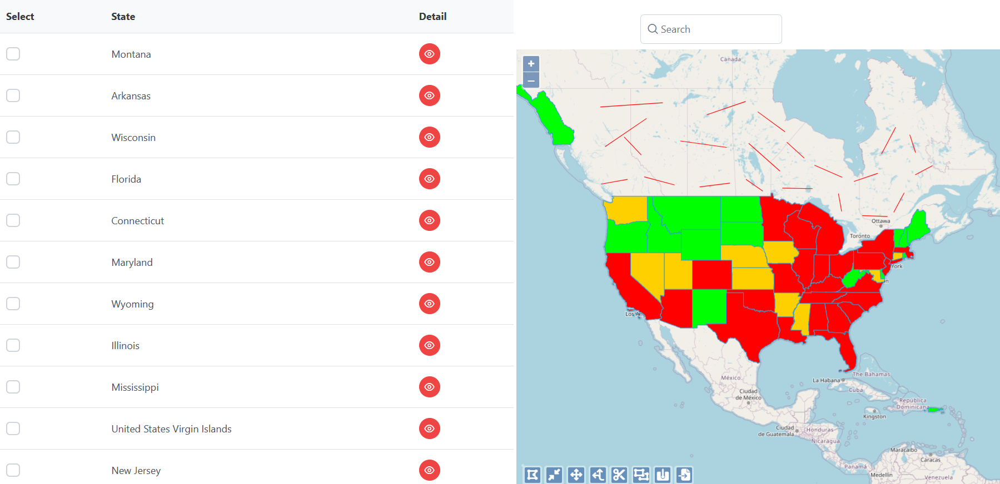 Select State Detail
Montana
Arkansas
Wisconsin
Florida
Connecticut
Maryland
Wyoming
Illinois
Mississippi
United States Virgin Islands
New Jersey
Search
+
–
Canada
Ottawa
Toronto
York
México
Ciudad
de México
La Habana
The Bahamas
Cuba
República
Dominicana
Kingston
Ciudad
de Guatemala
Honduras
Nicaragua
Maracaibo
Caracas
Panamá
Medellín
Venezuela